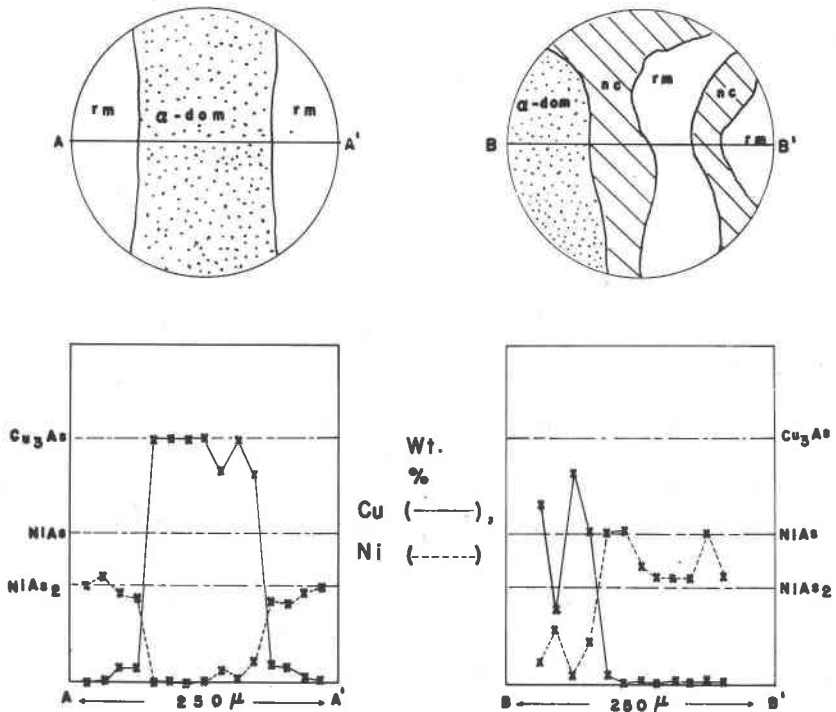 rm
α-dom
rm
A
A'
nc
rm
nc
α-dom
rm
B
B'
Cu₃As
NiAs
NiAs₂
Wt.
%
Cu (———),
Ni (-------)
Cu₃As
NiAs
NiAs₂
A
250μ
A'
B
250μ
B'